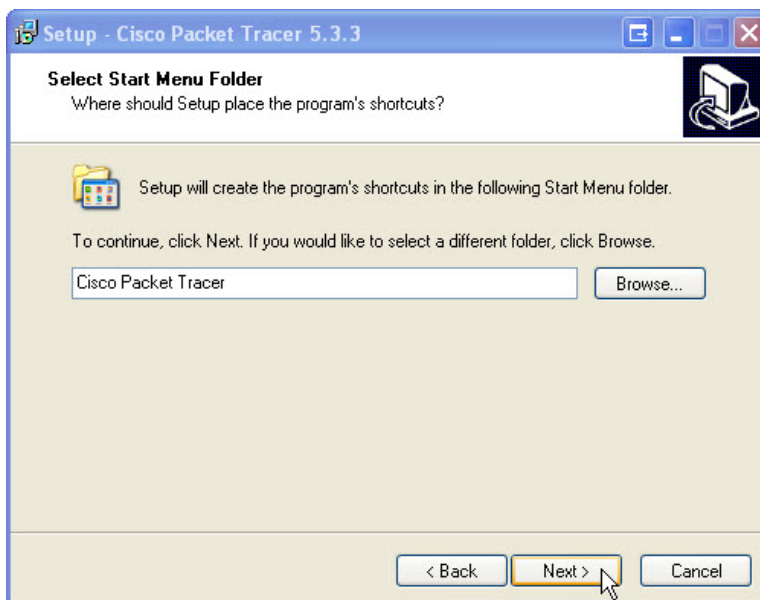 Setup - Cisco Packet Tracer 5.3.3
Select Start Menu Folder
Where should Setup place the program's shortcuts?
Setup will create the program's shortcuts in the following Start Menu folder.
To continue, click Next. If you would like to select a different folder, click Browse.
Cisco Packet Tracer
Browse...
< Back
Next >
Cancel